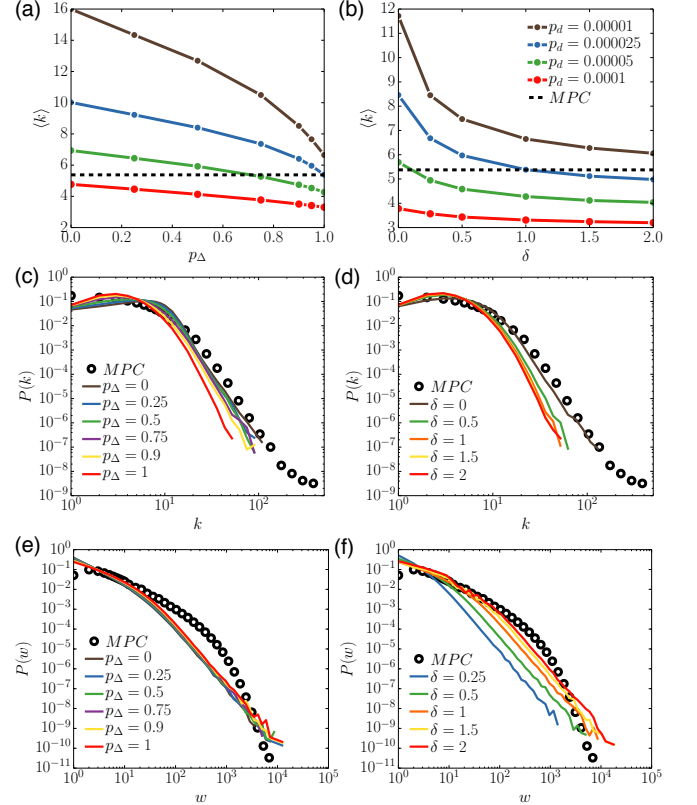 (a)
16
14
12
10
8
6
4
2
⟨k⟩
0.0 0.2 0.4 0.6 0.8 1.0
p_Δ
(b)
12
11
10
9
8
7
6
5
4
3
⟨k⟩
0.0 0.5 1.0 1.5 2.0
δ
p_d = 0.00001
p_d = 0.000025
p_d = 0.00005
p_d = 0.0001
MPC
(c)
10^0
10^-1
10^-2
10^-3
10^-4
10^-5
10^-6
10^-7
10^-8
10^-9
P(k)
MPC
p_Δ = 0
p_Δ = 0.25
p_Δ = 0.5
p_Δ = 0.75
p_Δ = 0.9
p_Δ = 1
10^0 10^1 10^2
k
(d)
10^0
10^-1
10^-2
10^-3
10^-4
10^-5
10^-6
10^-7
10^-8
10^-9
P(k)
MPC
δ = 0
δ = 0.5
δ = 1
δ = 1.5
δ = 2
10^0 10^1 10^2
k
(e)
10^0
10^-1
10^-2
10^-3
10^-4
10^-5
10^-6
10^-7
10^-8
10^-9
10^-10
10^-11
P(w)
MPC
p_Δ = 0
p_Δ = 0.25
p_Δ = 0.5
p_Δ = 0.75
p_Δ = 0.9
p_Δ = 1
10^0 10^1 10^2 10^3 10^4 10^5
w
(f)
10^0
10^-1
10^-2
10^-3
10^-4
10^-5
10^-6
10^-7
10^-8
10^-9
10^-10
10^-11
P(w)
MPC
δ = 0.25
δ = 0.5
δ = 1
δ = 1.5
δ = 2
10^0 10^1 10^2 10^3 10^4 10^5
w